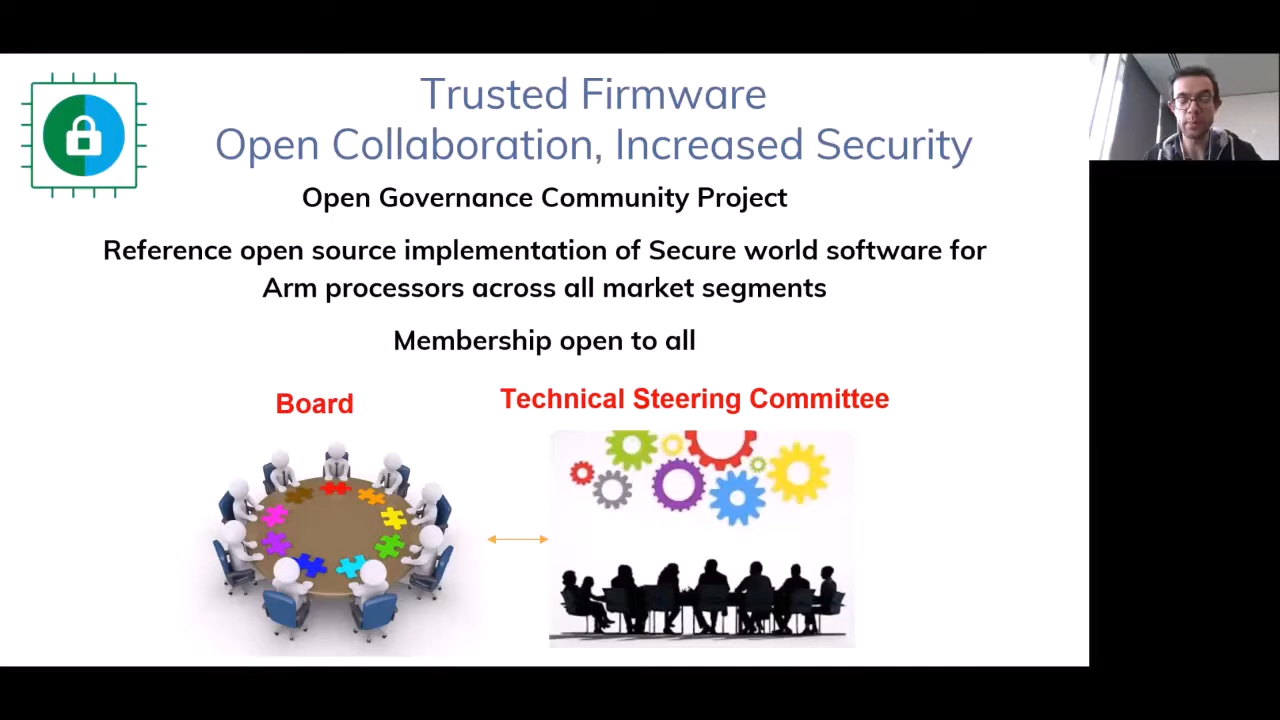 Trusted Firmware
Open Collaboration, Increased Security
Open Governance Community Project
Reference open source implementation of Secure world software for
Arm processors across all market segments
Membership open to all
Board
Technical Steering Committee